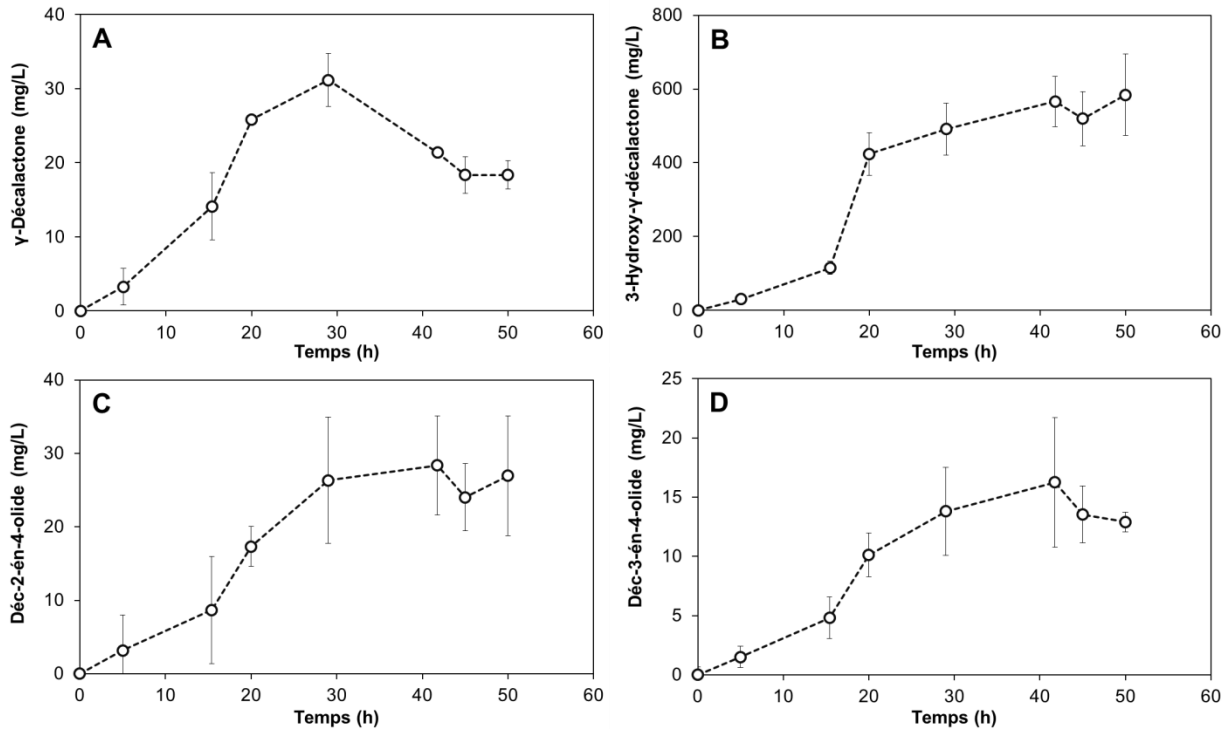 A
γ-Décalactone (mg/L)
40
30
20
10
0
0 10 20 30 40 50 60
Temps (h)
B
3-Hydroxy-γ-décalactone (mg/L)
800
600
400
200
0
0 10 20 30 40 50 60
Temps (h)
C
Déc-2-én-4-olide (mg/L)
40
30
20
10
0
0 10 20 30 40 50 60
Temps (h)
D
Déc-3-én-4-olide (mg/L)
25
20
15
10
5
0
0 10 20 30 40 50 60
Temps (h)